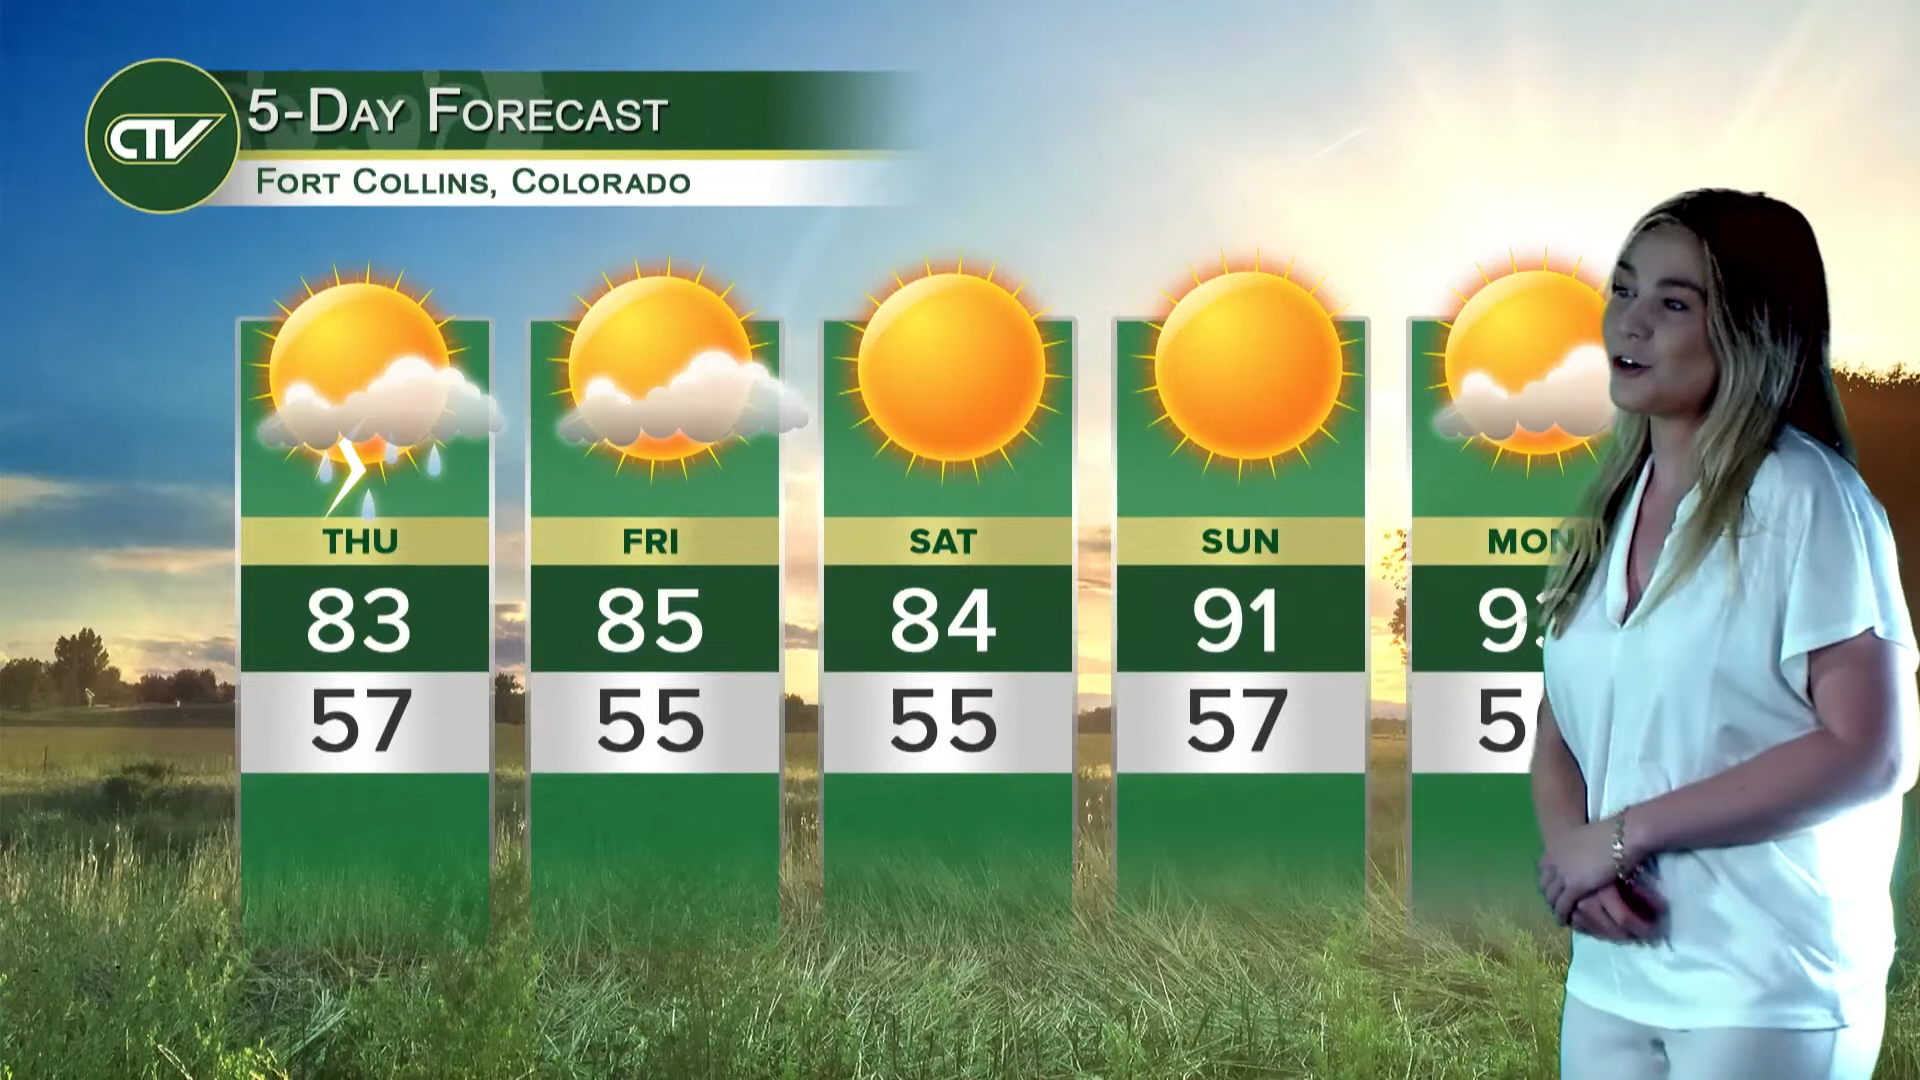 CTV
5-DAY FORECAST
FORT COLLINS, COLORADO
THU FRI SAT SUN MON
83 85 84 91
57 55 55 57